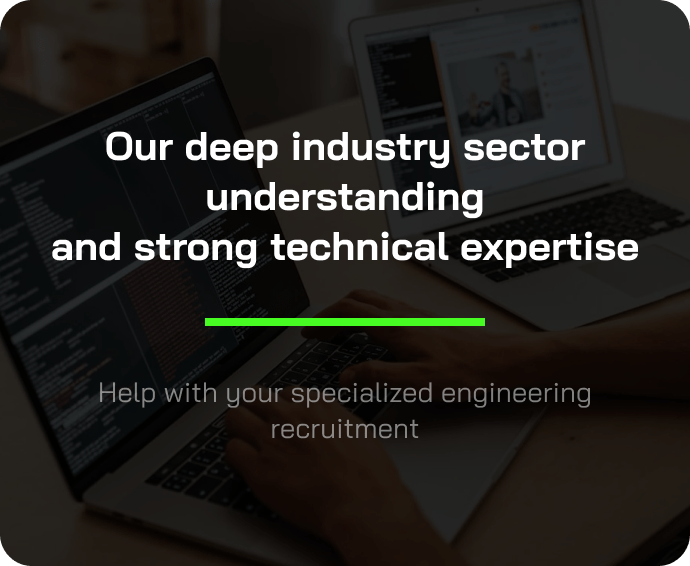 Our deep industry sector
understanding
and strong technical expertise
Help with your specialized engineering
recruitment